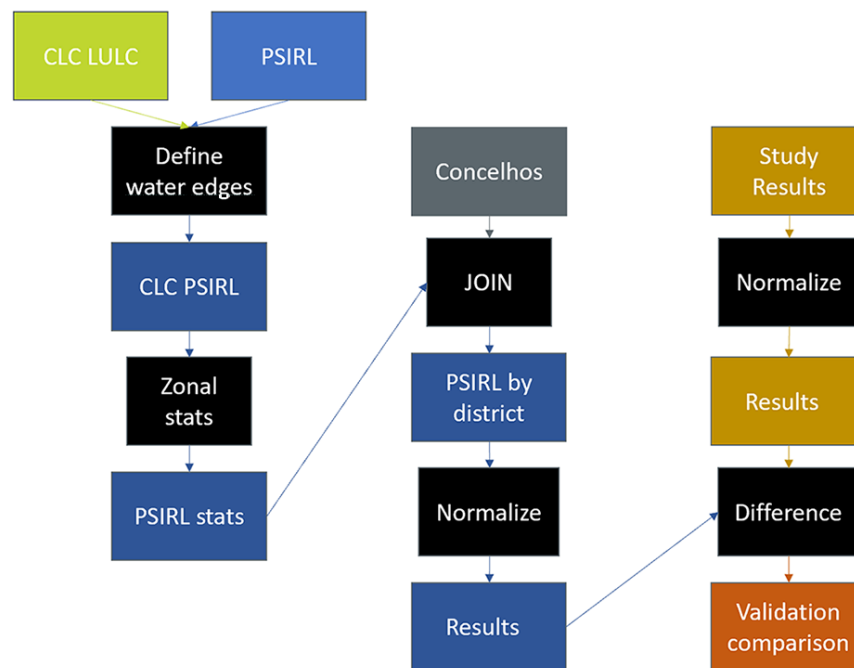 CLC LULC
PSIRL
Define
water edges
CLC PSIRL
Zonal
stats
PSIRL stats
Concelhos
JOIN
PSIRL by
district
Normalize
Results
Study
Results
Normalize
Results
Difference
Validation
comparison